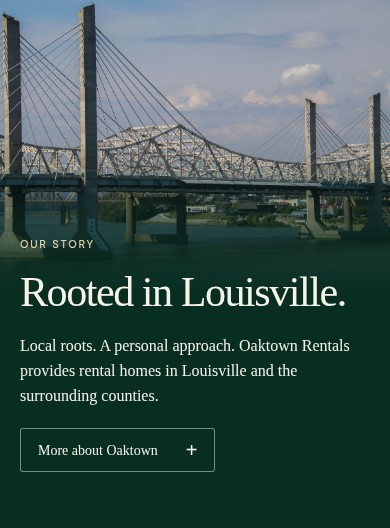 OUR STORY
Rooted in Louisville.
Local roots. A personal approach. Oaktown Rentals
provides rental homes in Louisville and the
surrounding counties.
More about Oaktown +